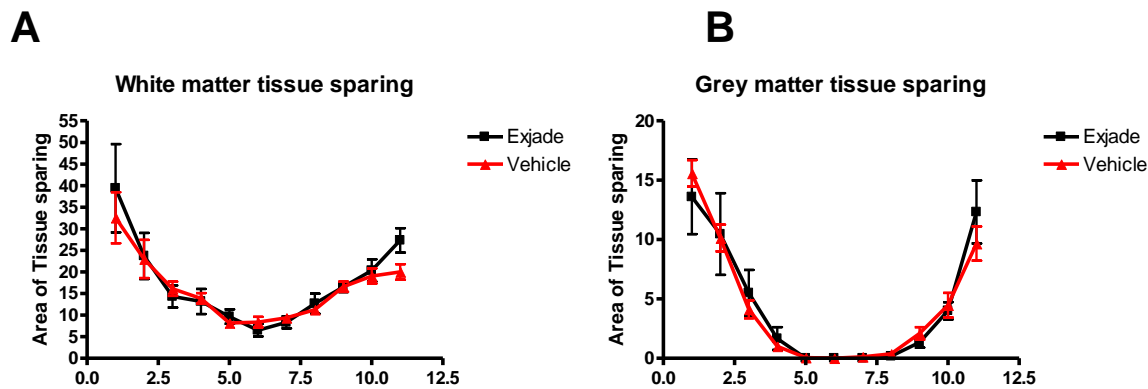 A
White matter tissue sparing
Area of Tissue sparing
55
50
45
40
35
30
25
20
15
10
5
0
0.0 2.5 5.0 7.5 10.0 12.5
Exjade
Vehicle
B
Grey matter tissue sparing
Area of Tissue sparing
20
15
10
5
0
0.0 2.5 5.0 7.5 10.0 12.5
Exjade
Vehicle